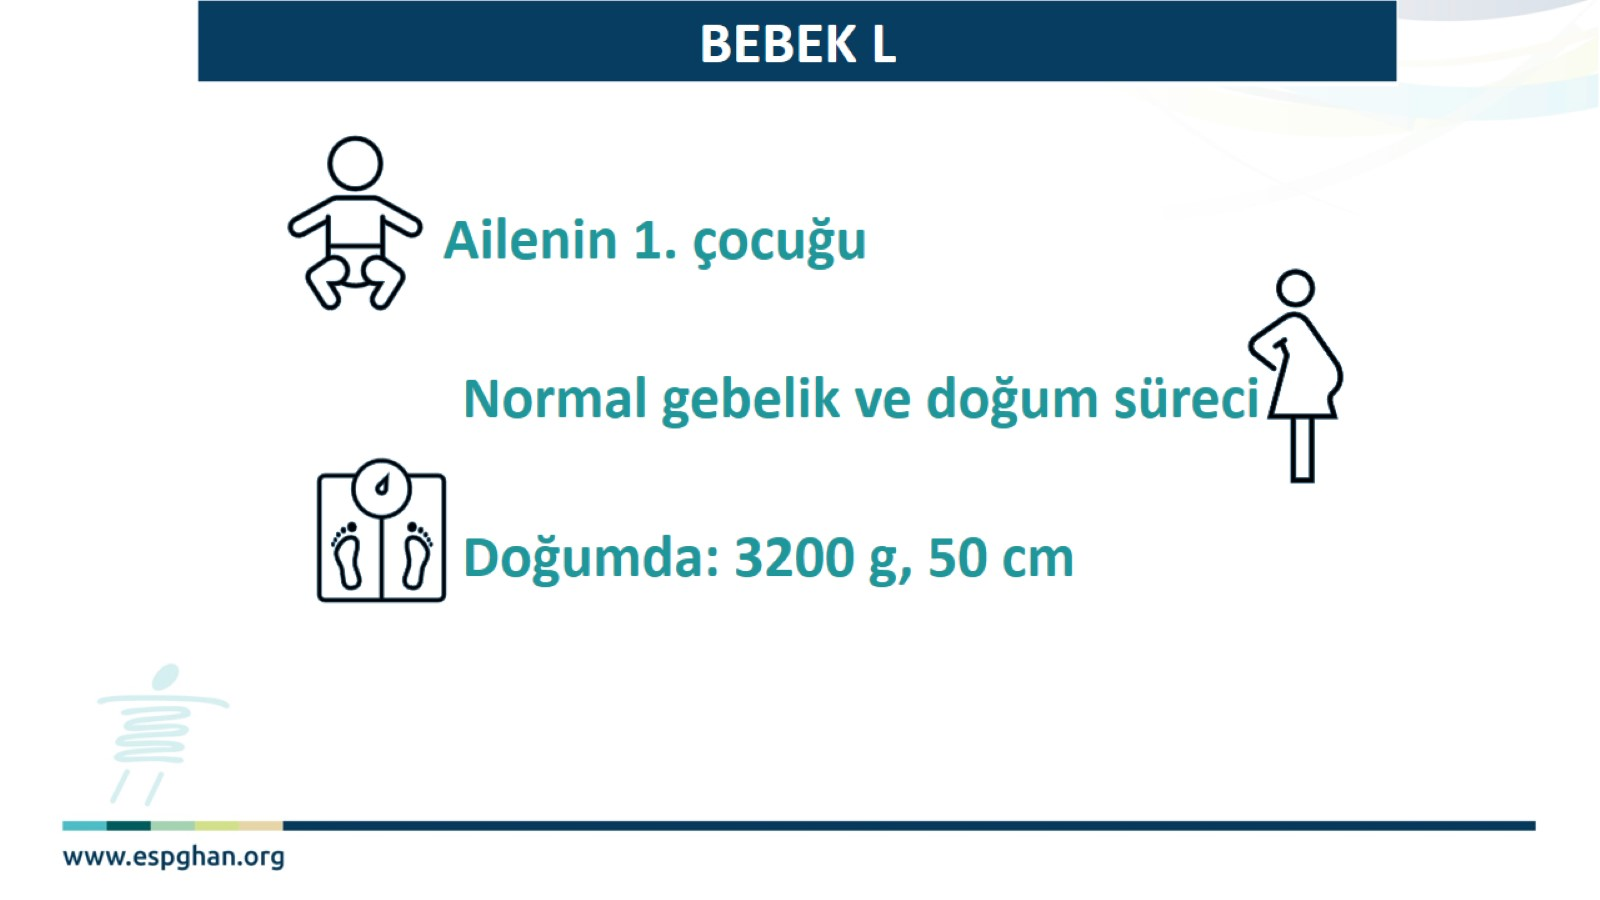 BEBEK L
Ailenin 1. çocuğu
Normal gebelik ve doğum süreci
Doğumda: 3200 g, 50 cm
www.espghan.org